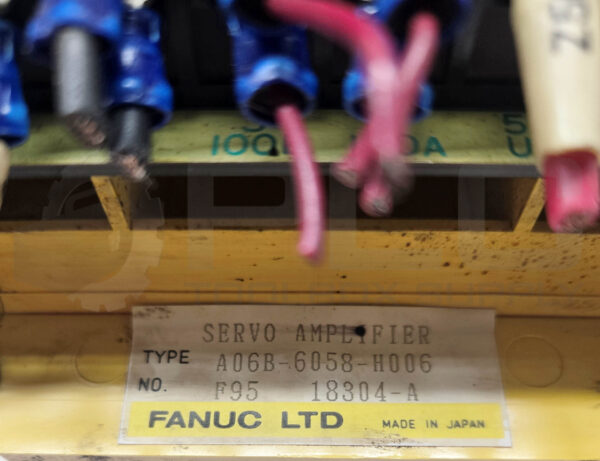 SERVO AMPLIFIER
TYPE A06B-6058-H006
NO. F95 18304-A
FANUC LTD MADE IN JAPAN